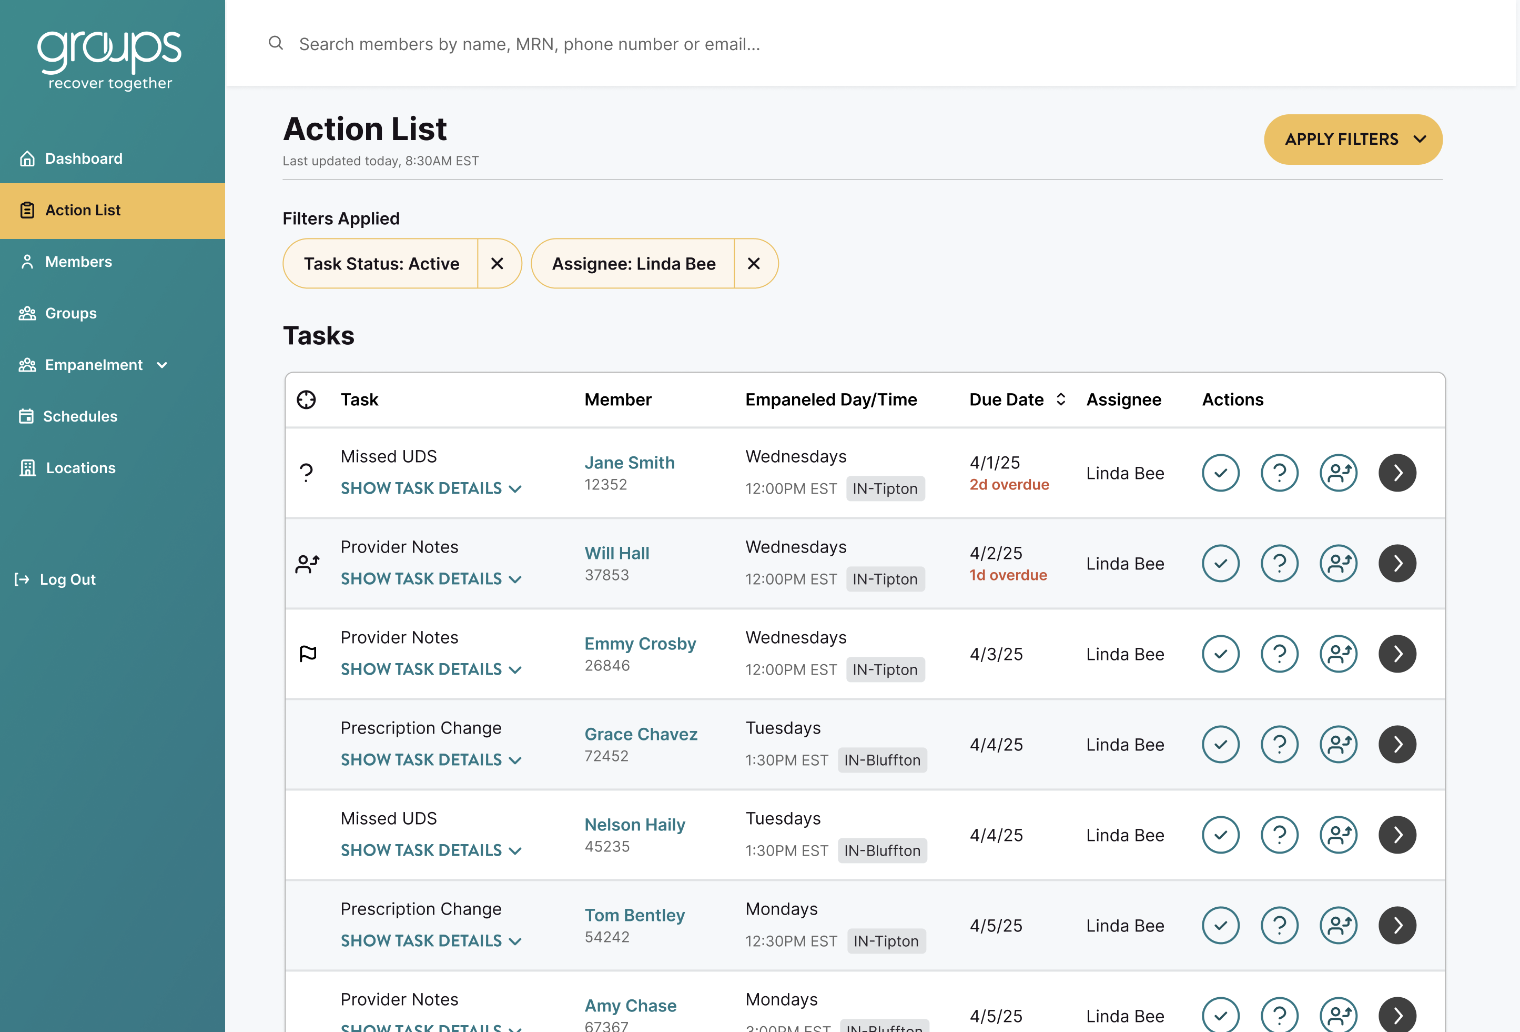 groups
recover together
Dashboard
Action List
Members
Groups
Empanelment
Schedules
Locations
Log Out
Search members by name, MRN, phone number or email...
Action List
Last updated today, 8:30AM EST
APPLY FILTERS
Filters Applied
Task Status: Active
Assignee: Linda Bee
Tasks
Task Member Empaneled Day/Time Due Date Assignee Actions
Missed UDS
SHOW TASK DETAILS
Jane Smith
12352
Wednesdays
12:00PM EST IN-Tipton
4/1/25
2d overdue
Linda Bee
Provider Notes
SHOW TASK DETAILS
Will Hall
37853
Wednesdays
12:00PM EST IN-Tipton
4/2/25
1d overdue
Linda Bee
Provider Notes
SHOW TASK DETAILS
Emmy Crosby
26846
Wednesdays
12:00PM EST IN-Tipton
4/3/25
Linda Bee
Prescription Change
SHOW TASK DETAILS
Grace Chavez
72452
Tuesdays
1:30PM EST IN-Bluffton
4/4/25
Linda Bee
Missed UDS
SHOW TASK DETAILS
Nelson Haily
45235
Tuesdays
1:30PM EST IN-Bluffton
4/4/25
Linda Bee
Prescription Change
SHOW TASK DETAILS
Tom Bentley
54242
Mondays
12:30PM EST IN-Tipton
4/5/25
Linda Bee
Provider Notes
SHOW TASK DETAILS
Amy Chase
67367
Mondays
3:00PM EST IN-Bluffton
4/5/25
Linda Bee